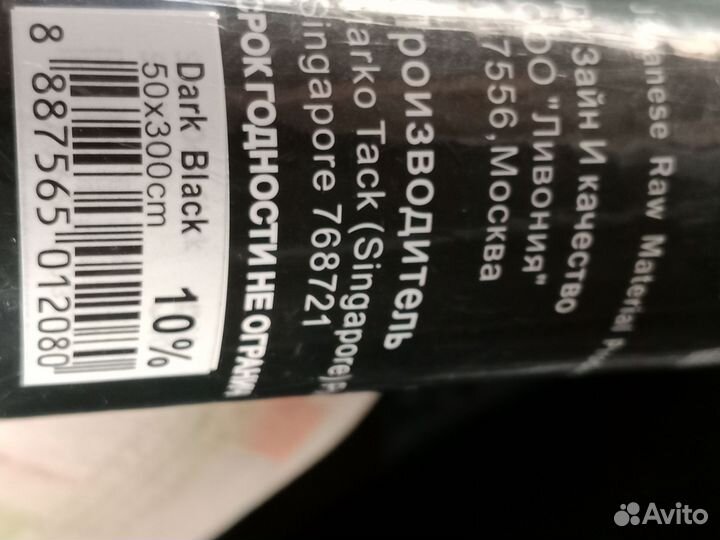 Japanese Raw Material
дизайн и качество
ООО "Ливония"
7556, Москва
ПРОИЗВОДИТЕЛЬ
Marko Tack (Singapore)
Singapore 768721
СРОК ГОДНОСТИ НЕ
Dark Black
50x300cm
10%
8 887565 012080
Avito